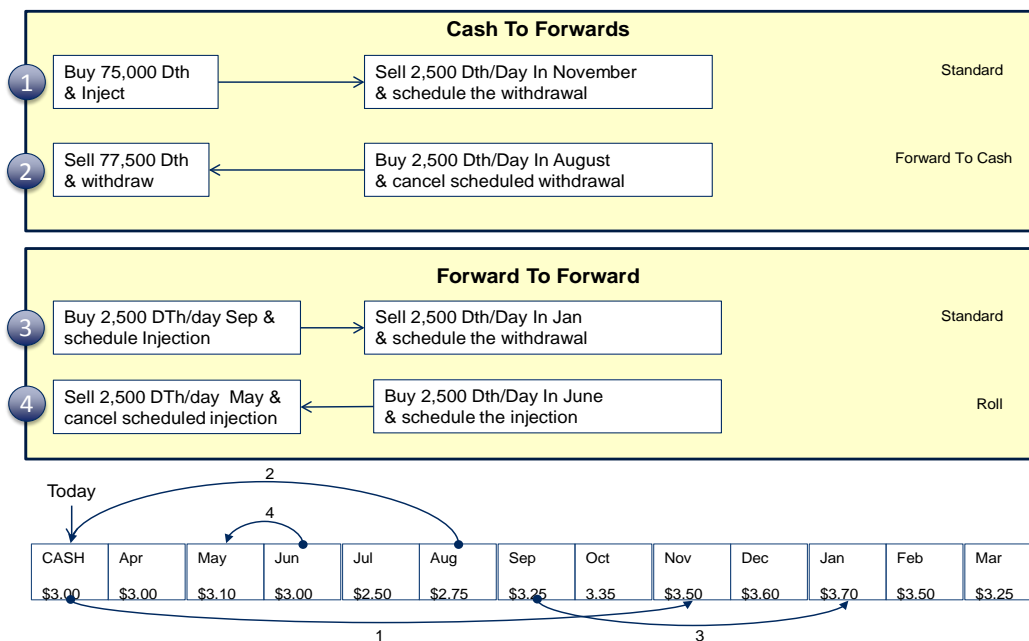 Cash To Forwards
1
Buy 75,000 Dth
& Inject
Sell 2,500 Dth/Day In November
& schedule the withdrawal
Standard
2
Sell 77,500 Dth
& withdraw
Buy 2,500 Dth/Day In August
& cancel scheduled withdrawal
Forward To Cash
Forward To Forward
3
Buy 2,500 DTh/day Sep &
schedule Injection
Sell 2,500 Dth/Day In Jan
& schedule the withdrawal
Standard
4
Sell 2,500 DTh/day May &
cancel scheduled injection
Buy 2,500 Dth/Day In June
& schedule the injection
Roll
2
Today
4
CASH Apr May Jun Jul Aug Sep Oct Nov Dec Jan Feb Mar
$3.00 $3.00 $3.10 $3.00 $2.50 $2.75 $3.25 3.35 $3.50 $3.60 $3.70 $3.50 $3.25
1 3